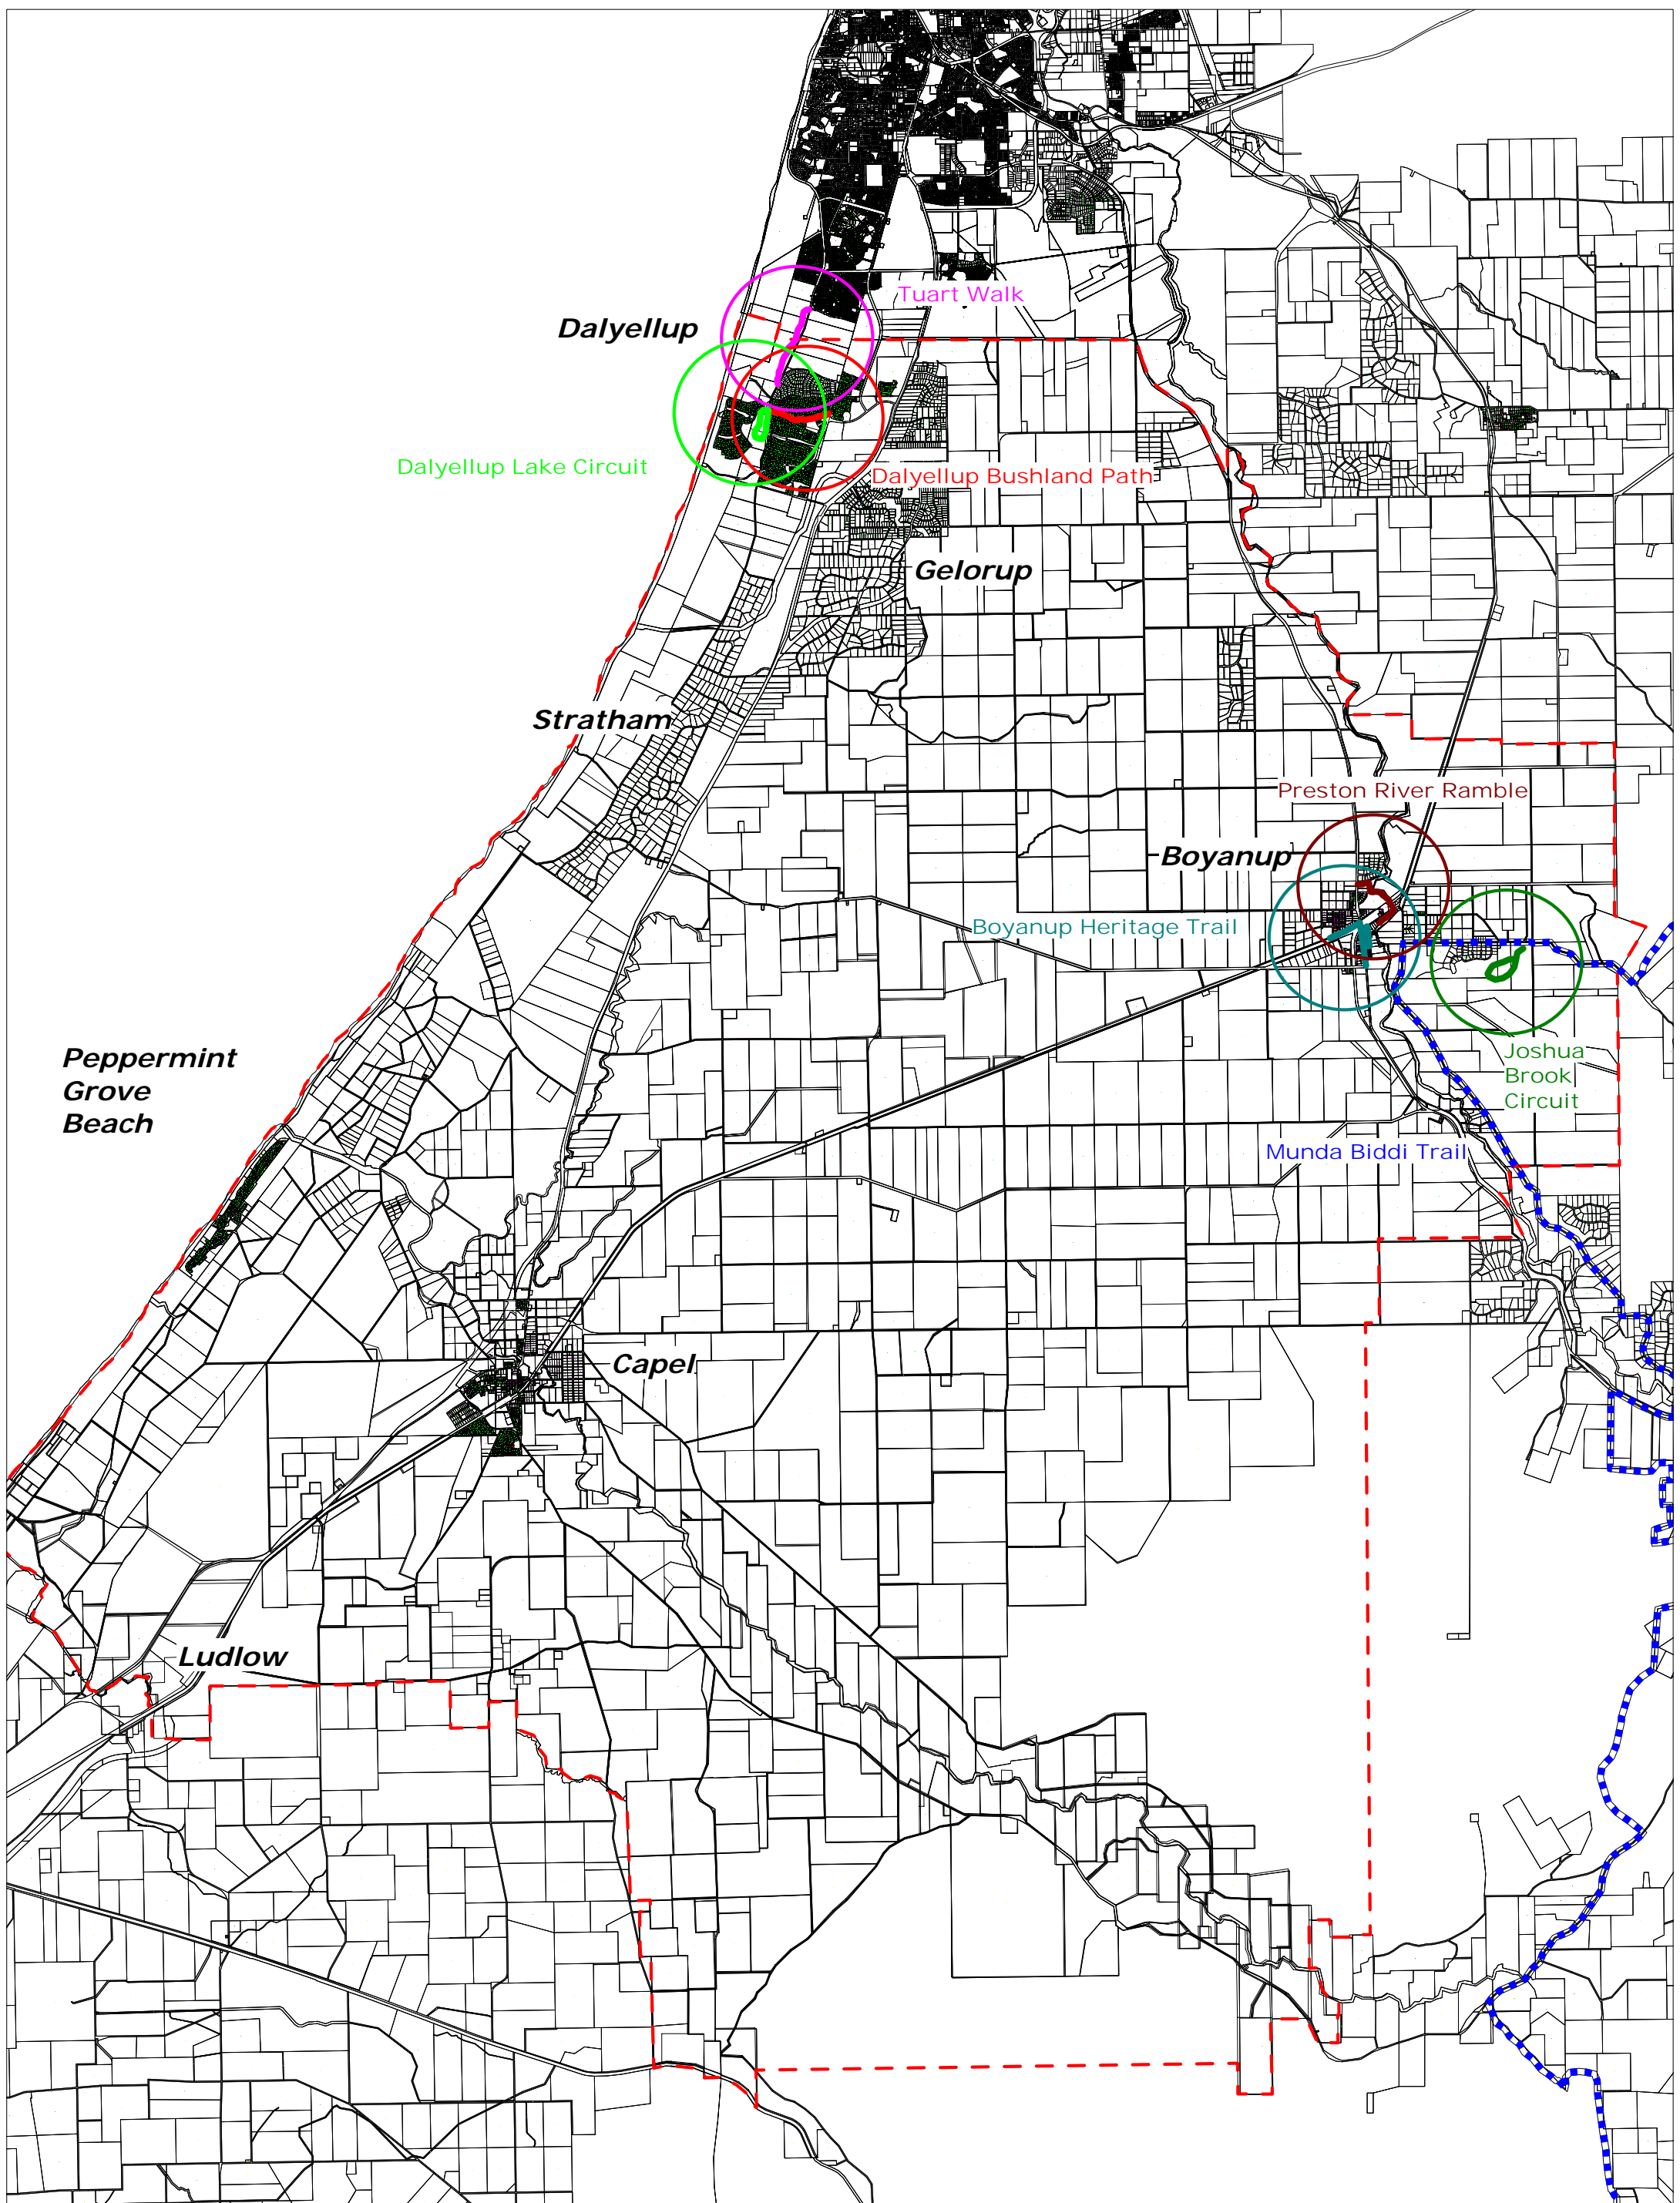 Tuart Walk
Dalyellup
Dalyellup Lake Circuit
Dalyellup Bushland Path
Gelorup
Stratham
Preston River Ramble
Boyanup
Boyanup Heritage Trail
Peppermint
Grove
Beach
Joshua
Brook
Circuit
Munda Biddi Trail
Capel
Ludlow